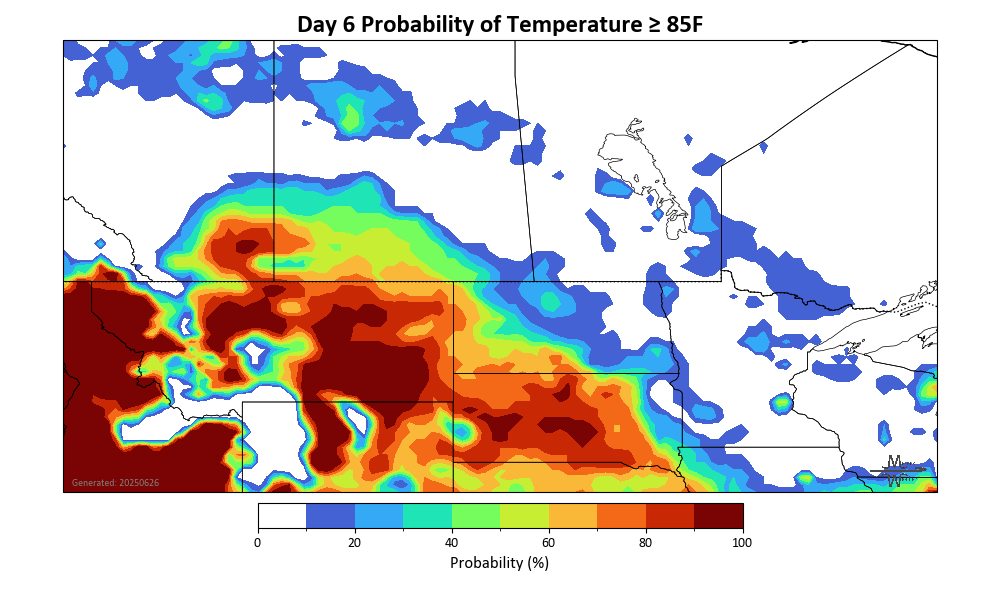 Day 6 Probability of Temperature ≥ 85F
Generated: 20250626
0 20 40 60 80 100
Probability (%)